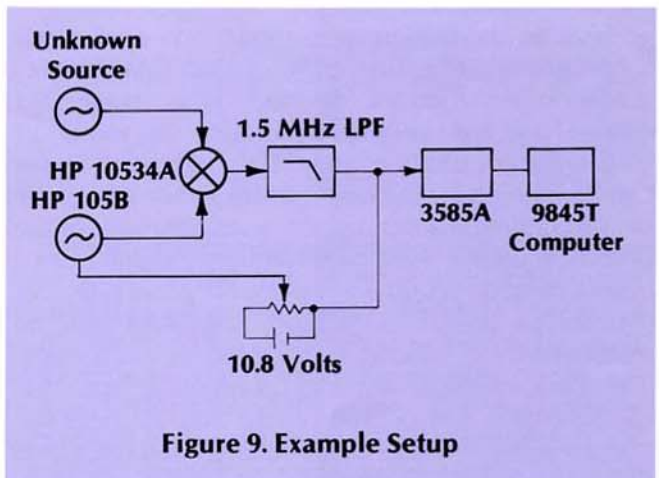 Unknown
Source
1.5 MHz LPF
HP 10534A
HP 105B
3585A
9845T
Computer
10.8 Volts
Figure 9. Example Setup